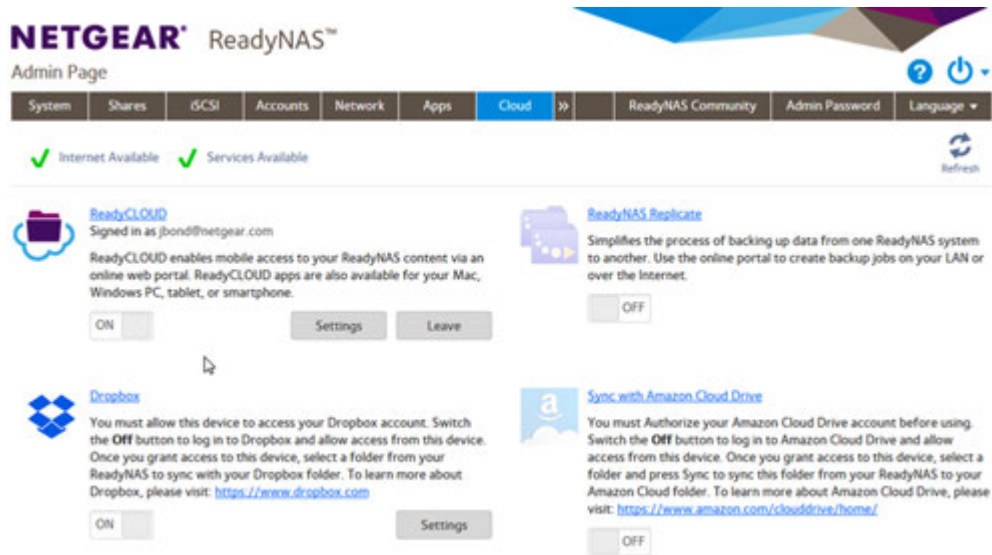 NETGEAR® ReadyNAS™
Admin Page
System Shares iSCSI Accounts Network Apps Cloud » ReadyNAS Community Admin Password Language
Internet Available Services Available
Refresh
ReadyCLOUD
Signed in as jbond@netgear.com
ReadyCLOUD enables mobile access to your ReadyNAS content via an
online web portal. ReadyCLOUD apps are also available for your Mac,
Windows PC, tablet, or smartphone.
ON Settings Leave
ReadyNAS Replicate
Simplifies the process of backing up data from one ReadyNAS system
to another. Use the online portal to create backup jobs on your LAN or
over the Internet.
OFF
Dropbox
You must allow this device to access your Dropbox account. Switch
the Off button to log in to Dropbox and allow access from this device.
Once you grant access to this device, select a folder from your
ReadyNAS to sync with your Dropbox folder. To learn more about
Dropbox, please visit: https://www.dropbox.com
ON Settings
a
Sync with Amazon Cloud Drive
You must Authorize your Amazon Cloud Drive account before using.
Switch the Off button to log in to Amazon Cloud Drive and allow
access from this device. Once you grant access to this device, select a
folder and press Sync to sync this folder from your ReadyNAS to your
Amazon Cloud folder. To learn more about Amazon Cloud Drive, please
visit: https://www.amazon.com/clouddrive/home/
OFF